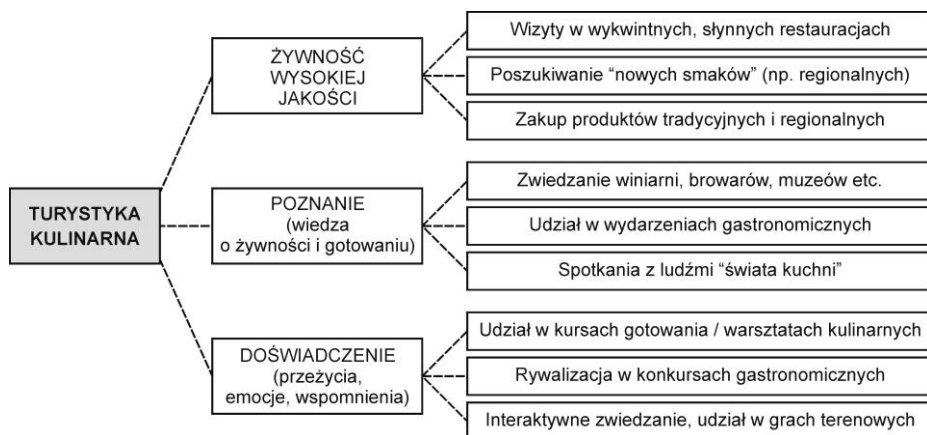 TURYSTYKA
KULINARNA
ŻYWNOŚĆ
WYSOKIEJ
JAKOŚCI
Wizyty w wykwintnych, słynnych restauracjach
Poszukiwanie “nowych smaków” (np. regionalnych)
Zakup produktów tradycyjnych i regionalnych
POZNANIE
(wiedza
o żywności i gotowaniu)
Zwiedzanie winiarni, browarów, muzeów etc.
Udział w wydarzeniach gastronomicznych
Spotkania z ludźmi “świata kuchni”
DOŚWIADCZENIE
(przeżycia,
emocje, wspomnienia)
Udział w kursach gotowania / warsztatach kulinarnych
Rywalizacja w konkursach gastronomicznych
Interaktywne zwiedzanie, udział w grach terenowych